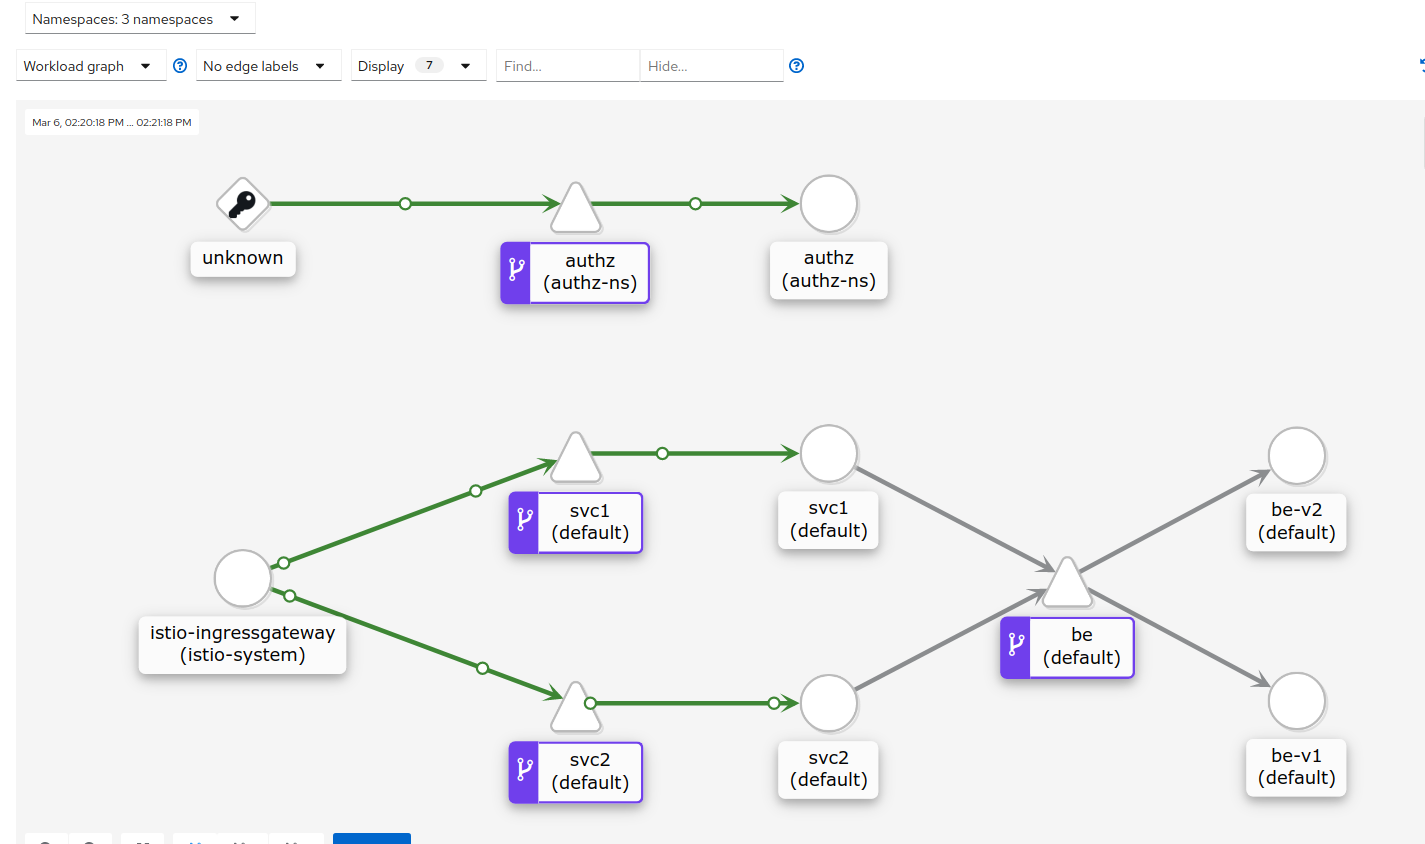 Namespaces: 3 namespaces
Workload graph
No edge labels
Display 7
Find...
Hide...
Mar 6, 02:20:18 PM ... 02:21:18 PM
unknown
authz
(authz-ns)
authz
(authz-ns)
svc1
(default)
svc1
(default)
be-v2
(default)
istio-ingressgateway
(istio-system)
be
(default)
svc2
(default)
svc2
(default)
be-v1
(default)